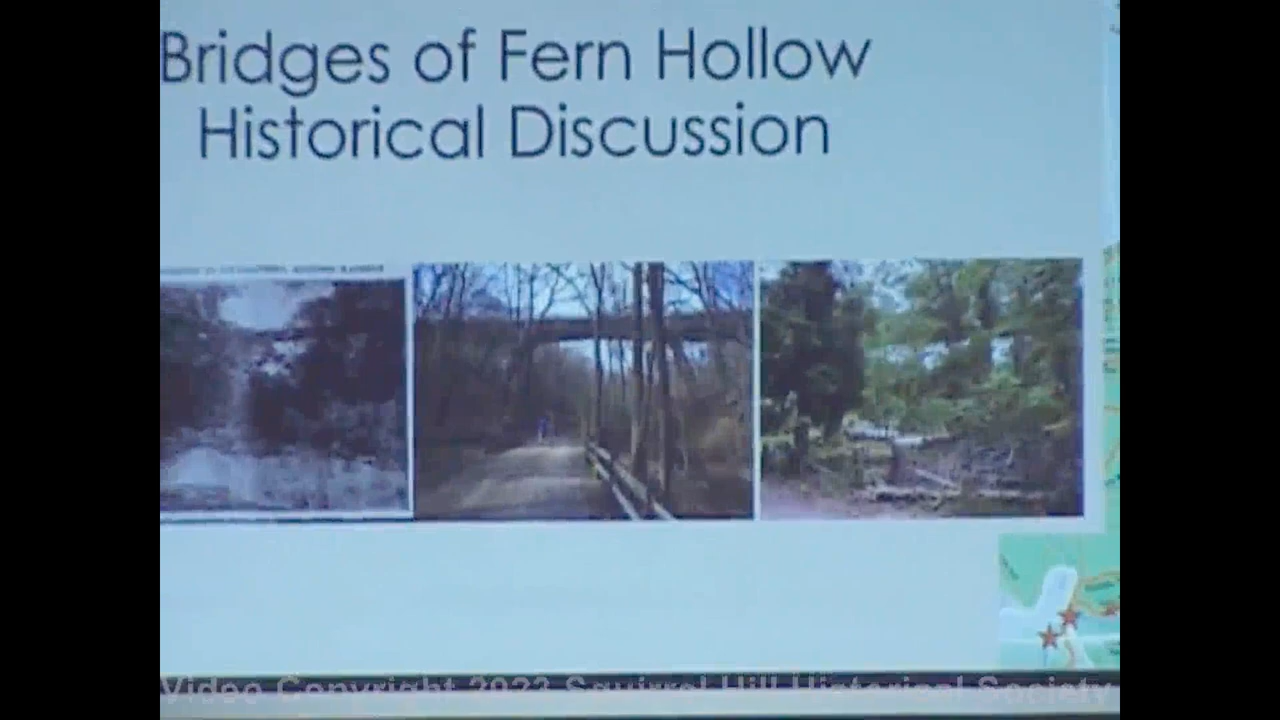 Bridges of Fern Hollow
Historical Discussion
Video Copyright 2023 Squirrel Hill Historical Society